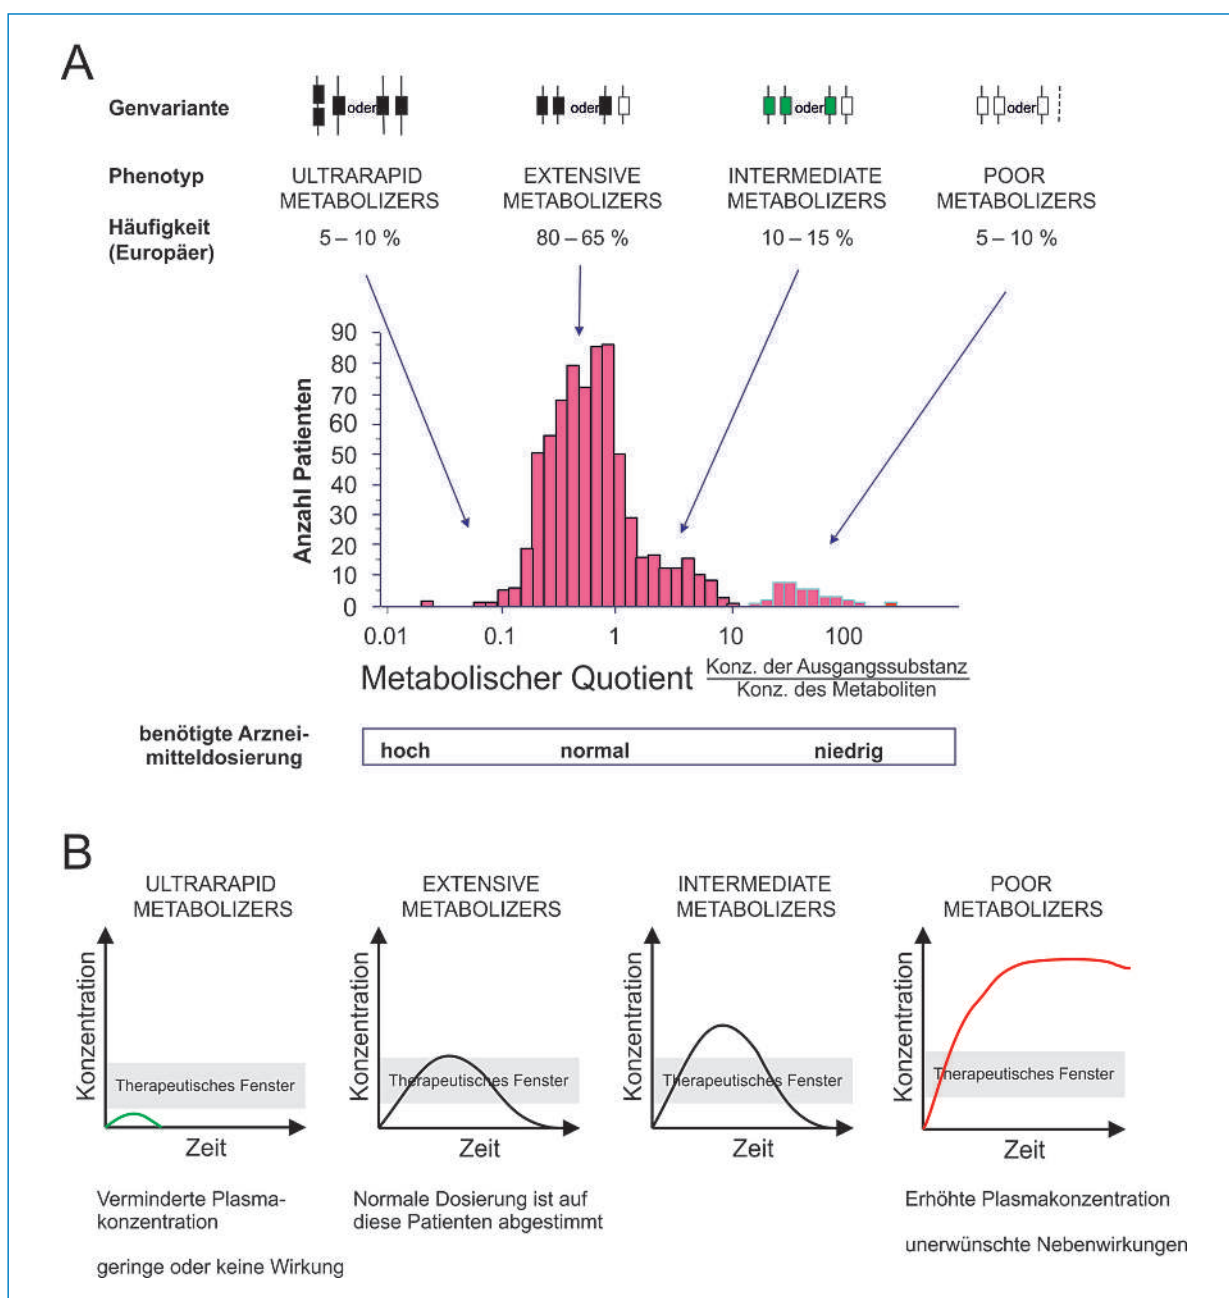 A
Genvariante
oder
oder
oder
oder
Phenotyp
ULTRARAPID
METABOLIZERS
EXTENSIVE
METABOLIZERS
INTERMEDIATE
METABOLIZERS
POOR
METABOLIZERS
Häufigkeit
(Europäer)
5 – 10 %
80 – 65 %
10 – 15 %
5 – 10 %
Anzahl Patienten
90
80
70
60
50
40
30
20
10
0
0.01
0.1
1
10
100
Metabolischer Quotient
Konz. der Ausgangssubstanz
Konz. des Metaboliten
benötigte Arznei-
mitteldosierung
hoch
normal
niedrig
B
ULTRARAPID
METABOLIZERS
Konzentration
Therapeutisches Fenster
Zeit
Verminderte Plasma-
konzentration
geringe oder keine Wirkung
EXTENSIVE
METABOLIZERS
Konzentration
Therapeutisches Fenster
Zeit
Normale Dosierung ist auf
diese Patienten abgestimmt
INTERMEDIATE
METABOLIZERS
Konzentration
Therapeutisches Fenster
Zeit
POOR
METABOLIZERS
Konzentration
Therapeutisches Fenster
Zeit
Erhöhte Plasmakonzentration
unerwünschte Nebenwirkungen